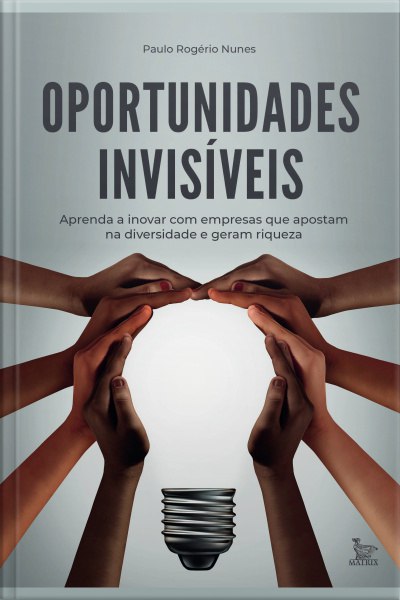 Paulo Rogério Nunes
OPORTUNIDADES
INVISÍVEIS
Aprenda a inovar com empresas que apostam
na diversidade e geram riqueza
MATRIX